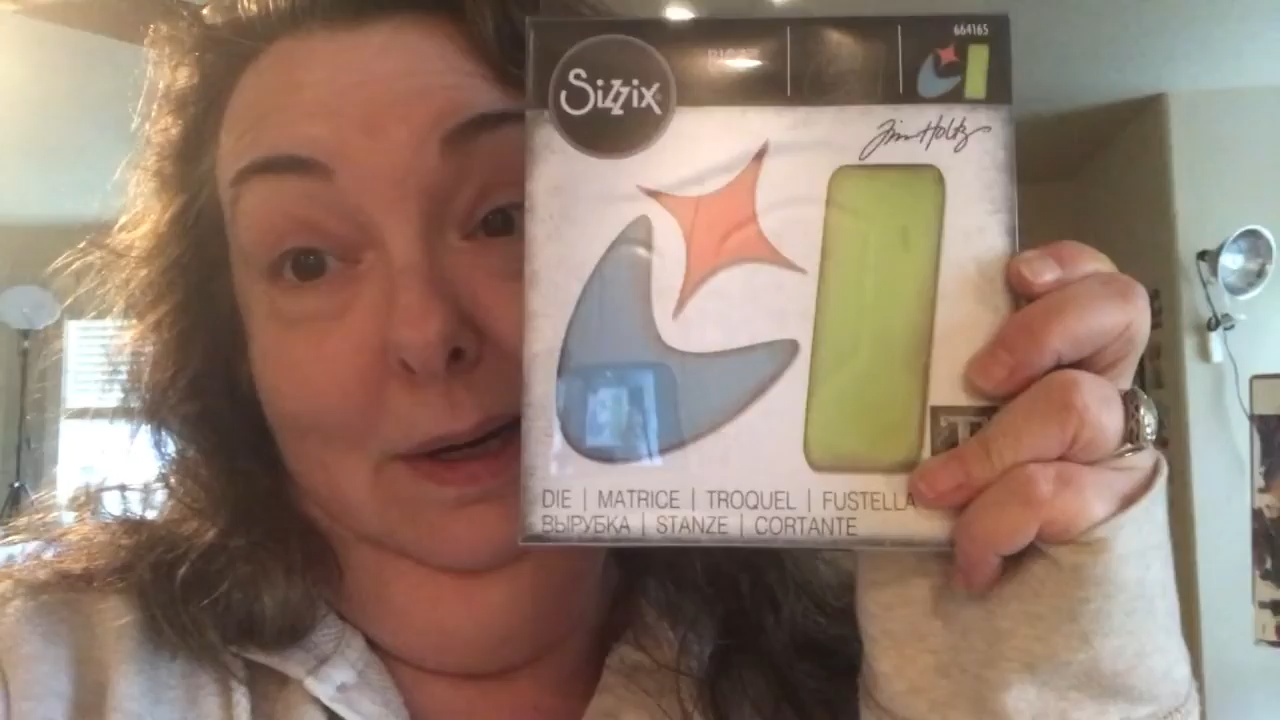 664165
Sizzix
Tim Holtz
DIE | MATRICE | TROQUEL | FUSTELLA
ВЫРУБКА | STANZE | CORTANTE